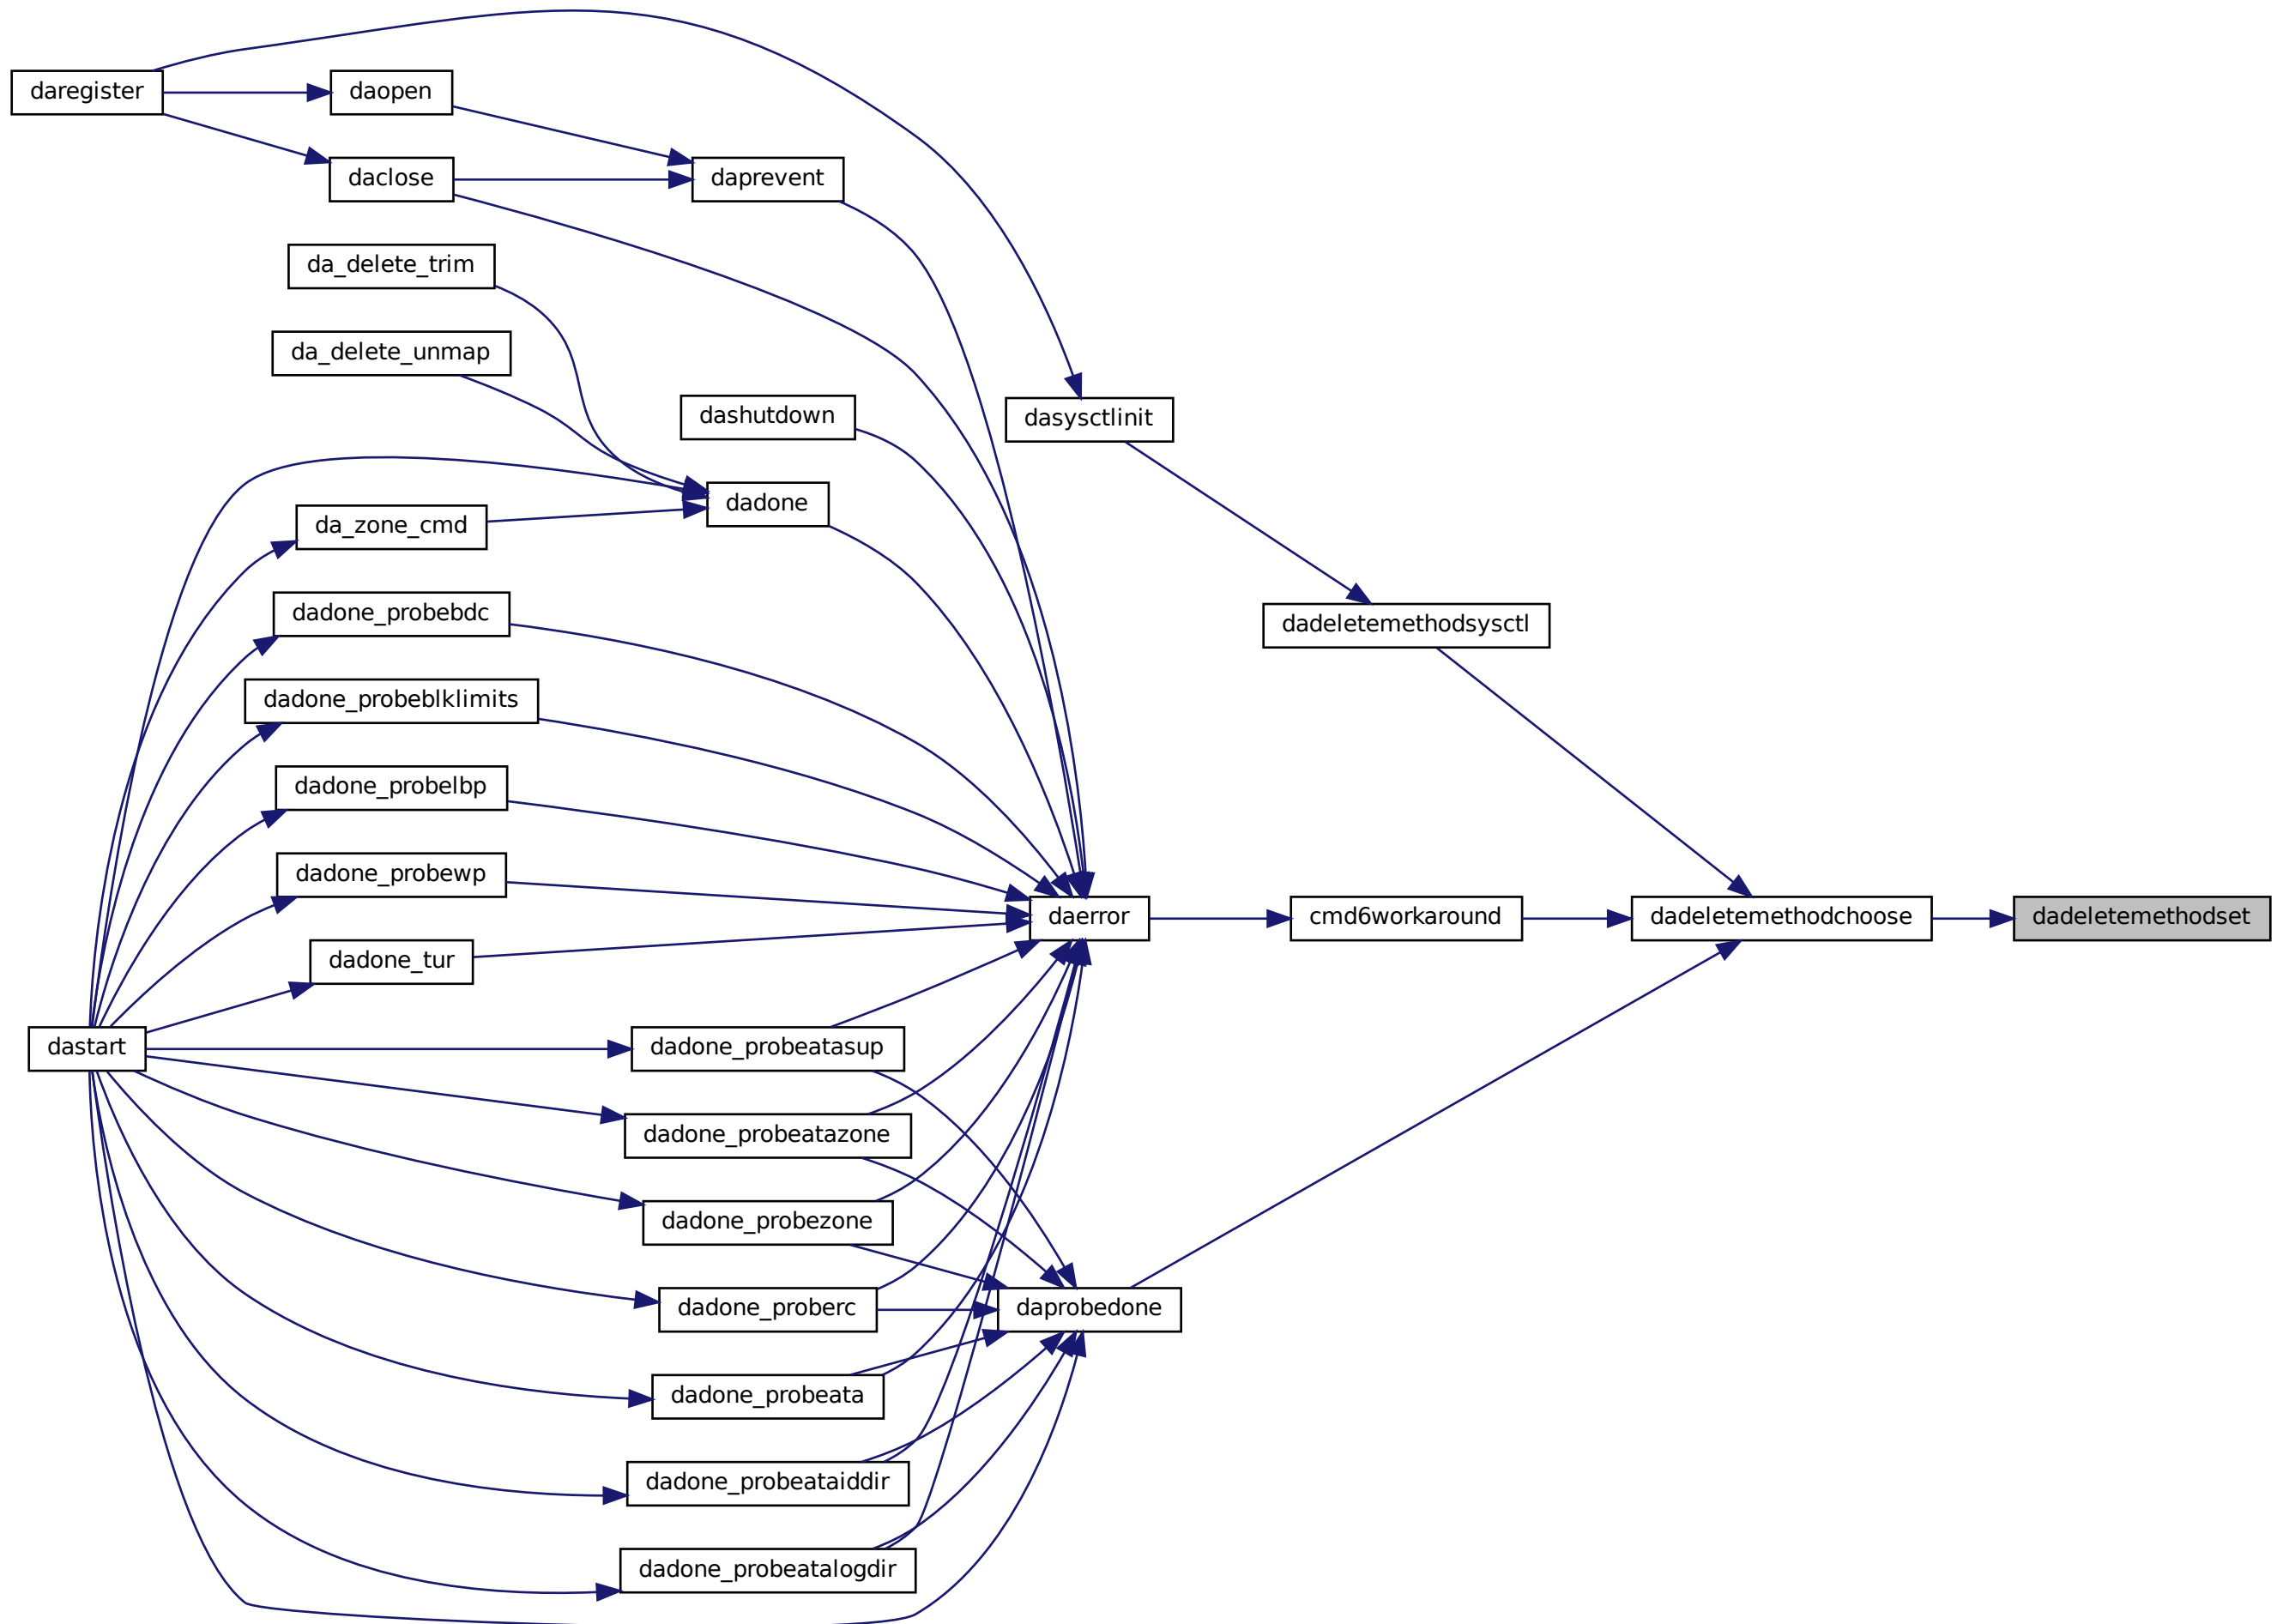 daregister
daopen
daclose
daprevent
da_delete_trim
da_delete_unmap
dashutdown
dasysctlinit
dadone
da_zone_cmd
dadone_probebdc
dadeletemethodsysctl
dadone_probeblklimits
dadone_probelbp
dadone_probewp
daerror
cmd6workaround
dadeletemethodchoose
dadeletemethodset
dadone_tur
dastart
dadone_probeatasup
dadone_probeatazone
dadone_probezone
dadone_proberc
daprobedone
dadone_probeata
dadone_probeataiddir
dadone_probeatalogdir